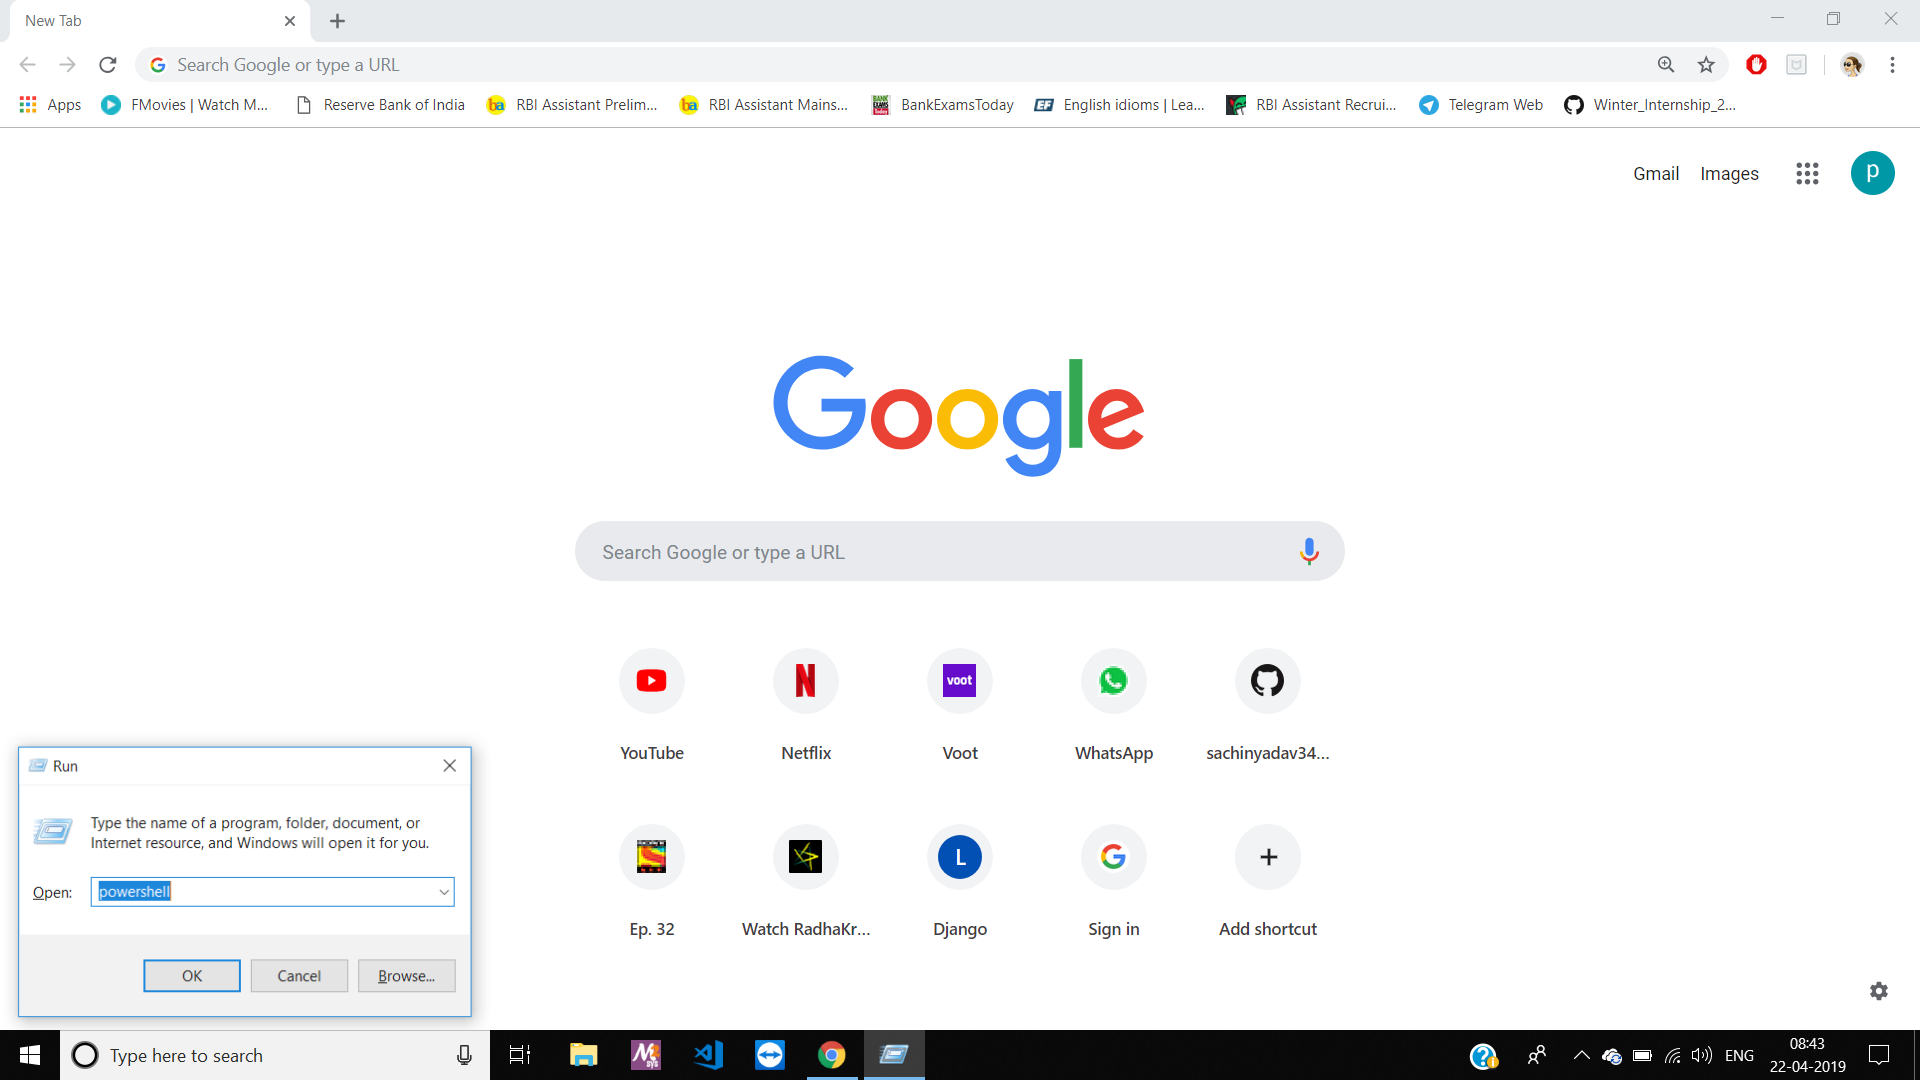 New Tab
Search Google or type a URL
Apps
FMovies | Watch M...
Reserve Bank of India
ba
RBI Assistant Prelim...
ba
RBI Assistant Mains...
BankExamsToday
EF
English idioms | Lea...
RBI Assistant Recrui...
Telegram Web
Winter_Internship_2...
Gmail
Images
p
Google
Search Google or type a URL
voot
YouTube
Netflix
Voot
WhatsApp
sachinyadav34...
L
Ep. 32
Watch RadhaKr...
Django
Sign in
Add shortcut
Run
Type the name of a program, folder, document, or
Internet resource, and Windows will open it for you.
Open:
powershell
OK
Cancel
Browse...
Type here to search
ENG
08:43
22-04-2019